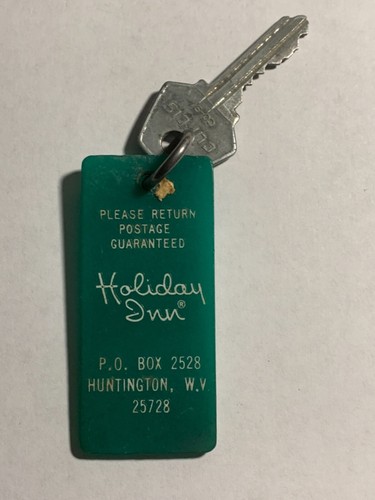 PLEASE RETURN
POSTAGE
GUARANTEED
Holiday
Inn®
P.O. BOX 2528
HUNTINGTON, W.V
25728